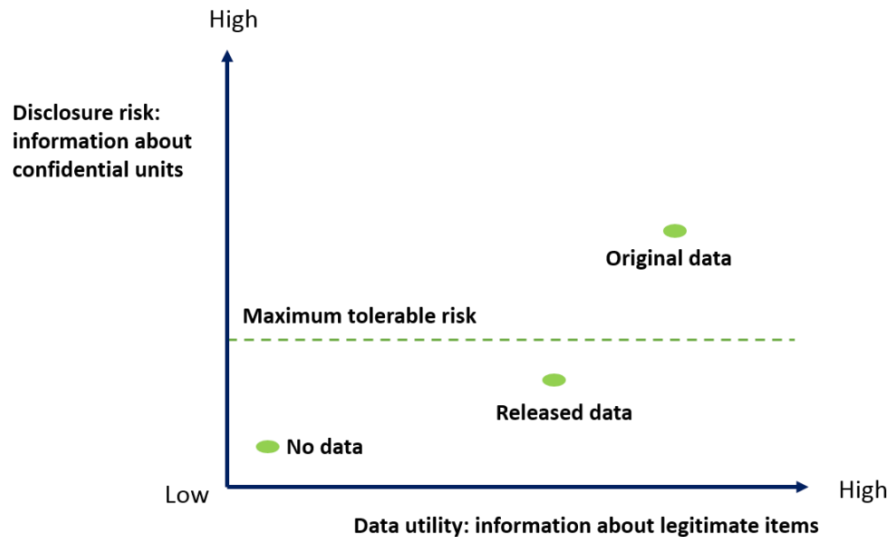 High
Disclosure risk:
information about
confidential units
Original data
Maximum tolerable risk
Released data
No data
Low
High
Data utility: information about legitimate items